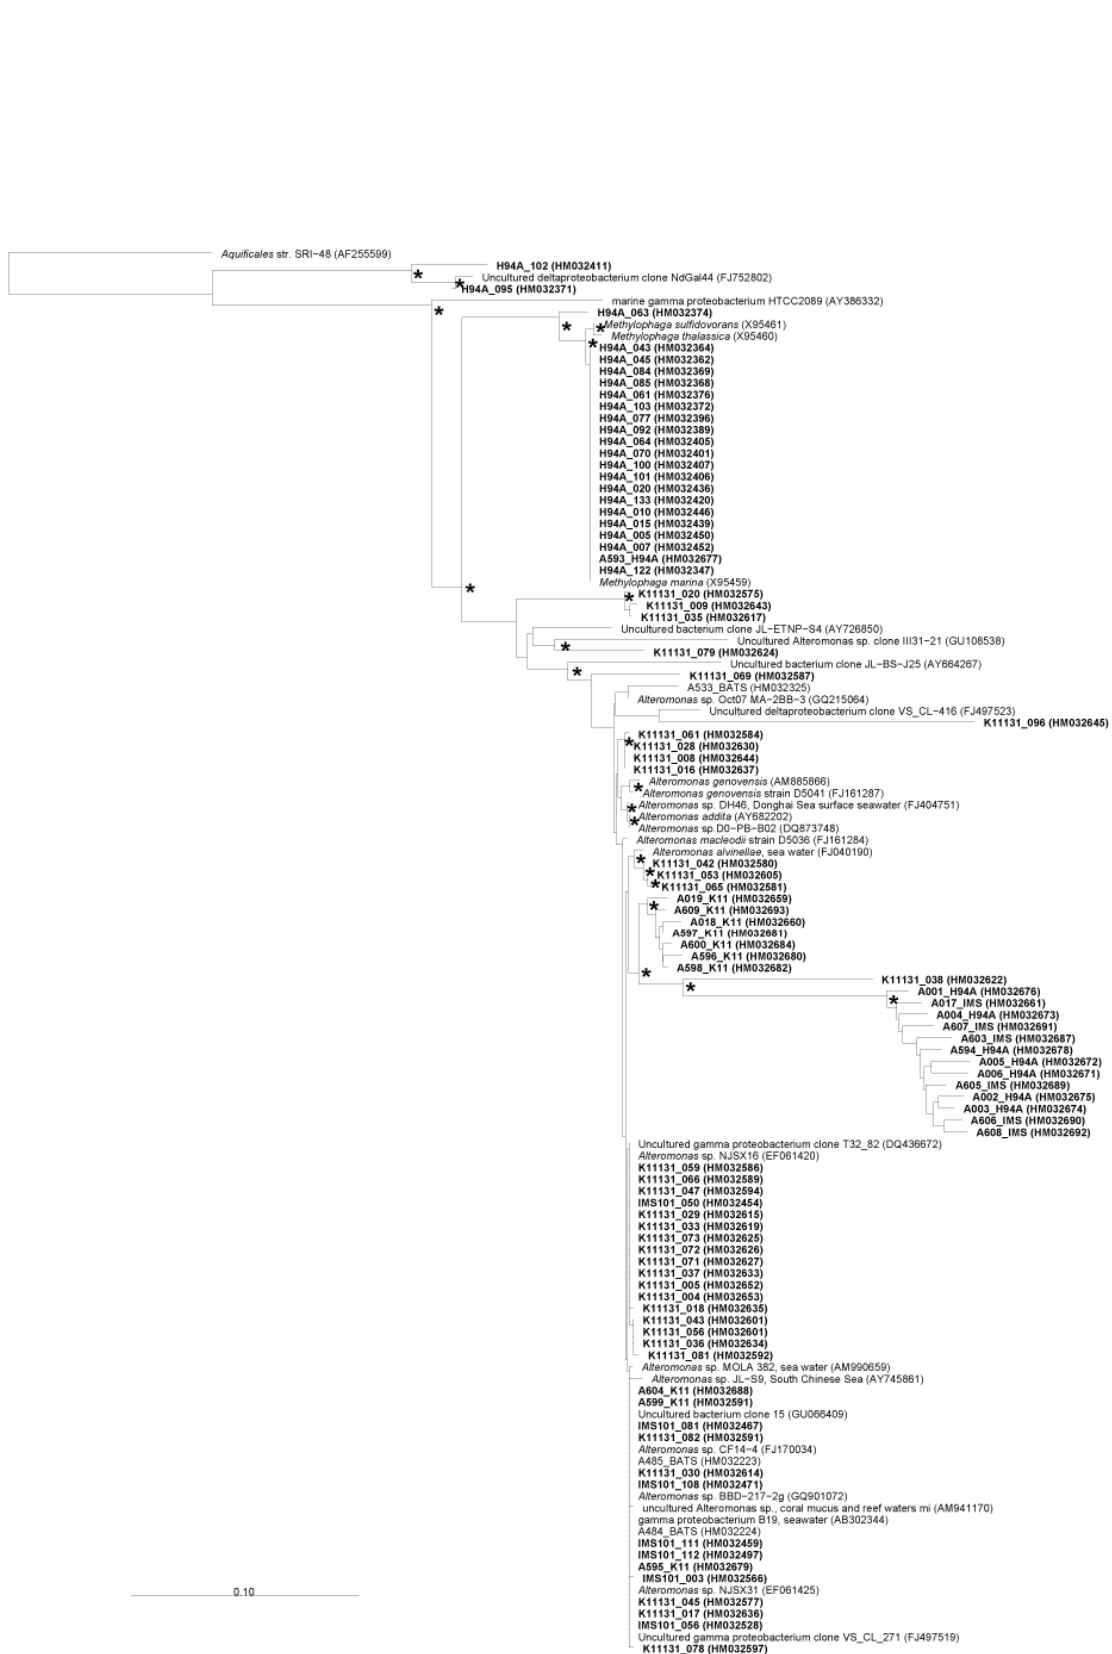 Aquificales str. SRI−48 (AF255599)
H94A_102 (HM032411)
Uncultured deltaproteobacterium clone NdGal44 (FJ752802)
H94A_095 (HM032371)
marine gamma proteobacterium HTCC2089 (AY386332)
H94A_063 (HM032374)
Methylophaga sulfidovorans (X95461)
Methylophaga thalassica (X95460)
H94A_043 (HM032364)
H94A_045 (HM032362)
H94A_084 (HM032369)
H94A_085 (HM032368)
H94A_061 (HM032376)
H94A_103 (HM032372)
H94A_077 (HM032396)
H94A_092 (HM032389)
H94A_064 (HM032405)
H94A_070 (HM032401)
H94A_100 (HM032407)
H94A_101 (HM032406)
H94A_020 (HM032436)
H94A_133 (HM032420)
H94A_010 (HM032446)
H94A_015 (HM032439)
H94A_005 (HM032450)
H94A_007 (HM032452)
A593_H94A (HM032677)
H94A_122 (HM032347)
Methylophaga marina (X95459)
K11131_020 (HM032575)
K11131_009 (HM032643)
K11131_035 (HM032617)
Uncultured bacterium clone JL−ETNP−S4 (AY726850)
Uncultured Alteromonas sp. clone III31−21 (GU108538)
K11131_079 (HM032624)
Uncultured bacterium clone JL−BS−J25 (AY664267)
K11131_069 (HM032587)
A533_BATS (HM032325)
Alteromonas sp. Oct07 MA−2BB−3 (GQ215064)
Uncultured deltaproteobacterium clone VS_CL−416 (FJ497523)
K11131_096 (HM032645)
K11131_061 (HM032584)
K11131_028 (HM032630)
K11131_008 (HM032644)
K11131_016 (HM032637)
Alteromonas genovensis (AM885866)
Alteromonas genovensis strain D5041 (FJ161287)
Alteromonas sp. DH46, Donghai Sea surface seawater (FJ404751)
Alteromonas addita (AY682202)
Alteromonas sp.D0−PB−B02 (DQ873748)
Alteromonas macleodii strain D5036 (FJ161284)
Alteromonas alvinellae, sea water (FJ040190)
K11131_042 (HM032580)
K11131_053 (HM032605)
K11131_065 (HM032581)
A019_K11 (HM032659)
A609_K11 (HM032693)
A018_K11 (HM032660)
A597_K11 (HM032681)
A600_K11 (HM032684)
A596_K11 (HM032680)
A598_K11 (HM032682)
K11131_038 (HM032622)
A001_H94A (HM032676)
A017_IMS (HM032661)
A004_H94A (HM032673)
A607_IMS (HM032691)
A603_IMS (HM032687)
A594_H94A (HM032678)
A005_H94A (HM032672)
A006_H94A (HM032671)
A605_IMS (HM032689)
A002_H94A (HM032675)
A003_H94A (HM032674)
A606_IMS (HM032690)
A608_IMS (HM032692)
Uncultured gamma proteobacterium clone T32_82 (DQ436672)
Alteromonas sp. NJSX16 (EF061420)
K11131_059 (HM032586)
K11131_066 (HM032589)
K11131_047 (HM032594)
IMS101_050 (HM032454)
K11131_029 (HM032615)
K11131_033 (HM032619)
K11131_073 (HM032625)
K11131_072 (HM032626)
K11131_071 (HM032627)
K11131_037 (HM032633)
K11131_005 (HM032652)
K11131_004 (HM032653)
K11131_018 (HM032635)
K11131_043 (HM032601)
K11131_056 (HM032601)
K11131_036 (HM032634)
K11131_081 (HM032592)
Alteromonas sp. MOLA 382, sea water (AM990659)
Alteromonas sp. JL−S9, South Chinese Sea (AY745861)
A604_K11 (HM032688)
A599_K11 (HM032591)
Uncultured bacterium clone 15 (GU066409)
IMS101_081 (HM032467)
K11131_082 (HM032591)
Alteromonas sp. CF14−4 (FJ170034)
A485_BATS (HM032223)
K11131_030 (HM032614)
IMS101_108 (HM032471)
Alteromonas sp. BBD−217−2g (GQ901072)
uncultured Alteromonas sp., coral mucus and reef waters mi (AM941170)
gamma proteobacterium B19, seawater (AB302344)
A484_BATS (HM032224)
IMS101_111 (HM032459)
IMS101_112 (HM032497)
A595_K11 (HM032679)
IMS101_003 (HM032566)
Alteromonas sp. NJSX31 (EF061425)
K11131_045 (HM032577)
K11131_017 (HM032636)
IMS101_056 (HM032528)
Uncultured gamma proteobacterium clone VS_CL_271 (FJ497519)
K11131_078 (HM032597)
0.10